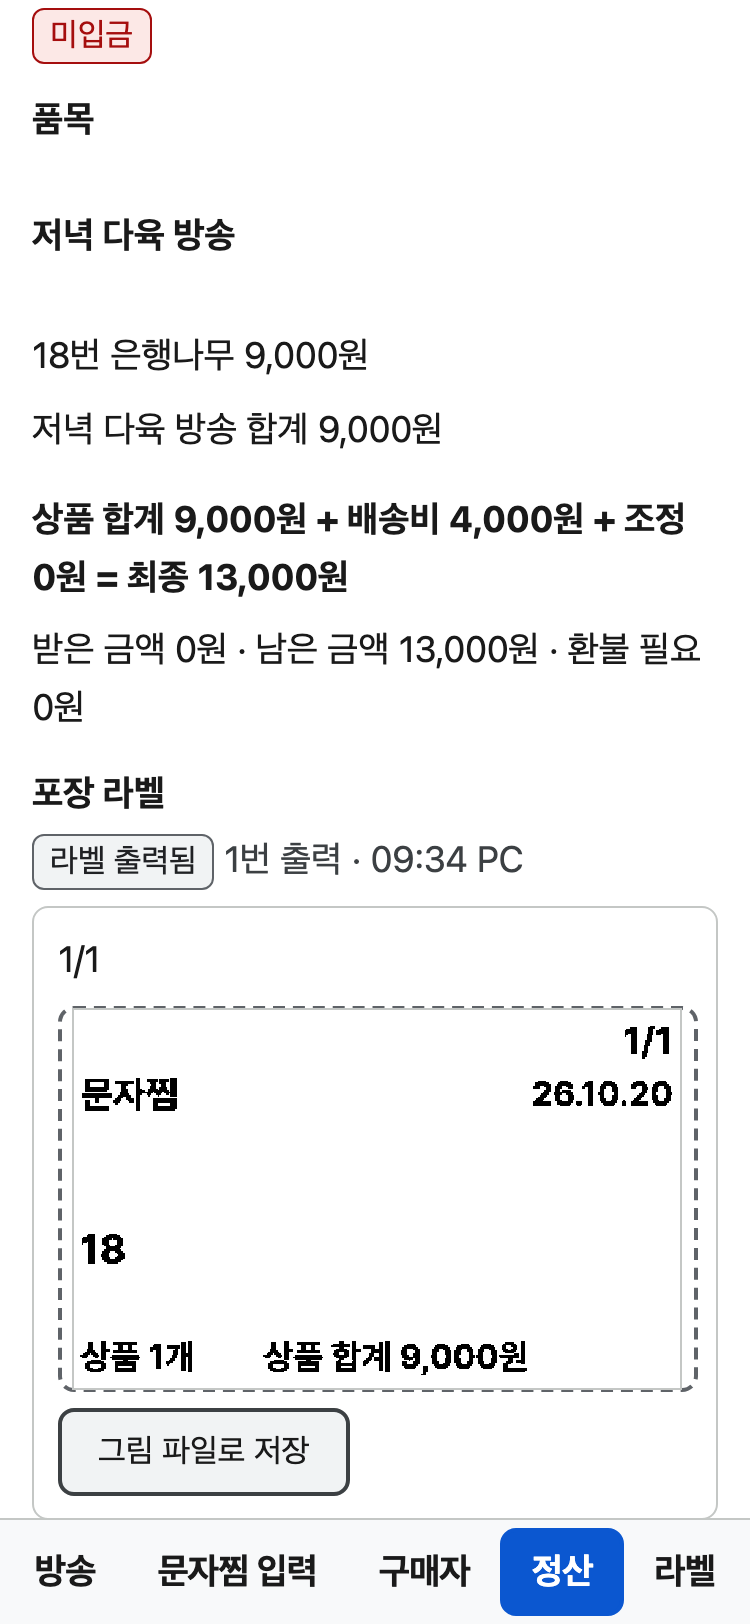 미입금
품목
저녁 다육 방송
18번 은행나무 9,000원
저녁 다육 방송 합계 9,000원
상품 합계 9,000원 + 배송비 4,000원 + 조정
0원 = 최종 13,000원
받은 금액 0원 · 남은 금액 13,000원 · 환불 필요
0원
포장 라벨
라벨 출력됨 1번 출력 · 09:34 PC
1/1
1/1
문자찜 26.10.20
18
상품 1개 상품 합계 9,000원
그림 파일로 저장
방송 문자찜 입력 구매자 정산 라벨